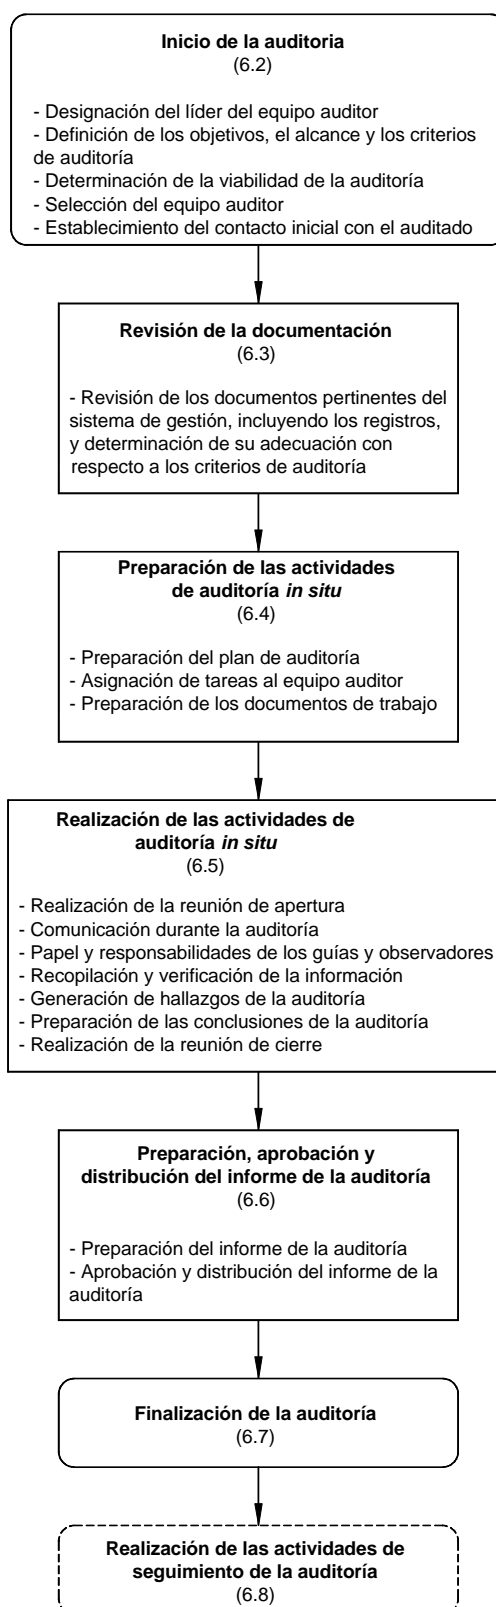 Inicio de la auditoria
(6.2)
- Designación del líder del equipo auditor
- Definición de los objetivos, el alcance y los criterios
de auditoría
- Determinación de la viabilidad de la auditoría
- Selección del equipo auditor
- Establecimiento del contacto inicial con el auditado
Revisión de la documentación
(6.3)
- Revisión de los documentos pertinentes del
sistema de gestión, incluyendo los registros,
y determinación de su adecuación con
respecto a los criterios de auditoría
Preparación de las actividades
de auditoría in situ
(6.4)
- Preparación del plan de auditoría
- Asignación de tareas al equipo auditor
- Preparación de los documentos de trabajo
Realización de las actividades de
auditoría in situ
(6.5)
- Realización de la reunión de apertura
- Comunicación durante la auditoría
- Papel y responsabilidades de los guías y observadores
- Recopilación y verificación de la información
- Generación de hallazgos de la auditoría
- Preparación de las conclusiones de la auditoría
- Realización de la reunión de cierre
Preparación, aprobación y
distribución del informe de la auditoría
(6.6)
- Preparación del informe de la auditoría
- Aprobación y distribución del informe de la
auditoría
Finalización de la auditoría
(6.7)
Realización de las actividades de
seguimiento de la auditoría
(6.8)